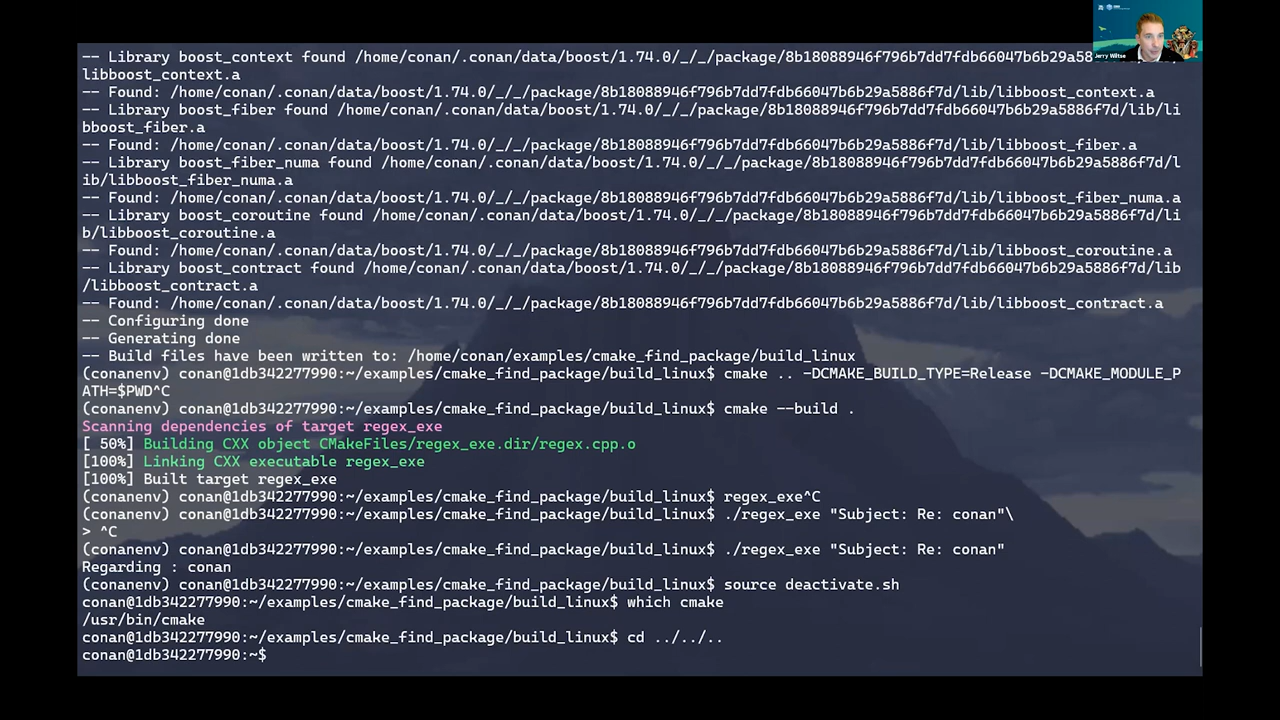 Jerry Wiltse
-- Library boost_context found /home/conan/.conan/data/boost/1.74.0/_/_/package/8b18088946f796b7dd7fdb66047b6b29a5886f7d/lib/
libboost_context.a
-- Found: /home/conan/.conan/data/boost/1.74.0/_/_/package/8b18088946f796b7dd7fdb66047b6b29a5886f7d/lib/libboost_context.a
-- Library boost_fiber found /home/conan/.conan/data/boost/1.74.0/_/_/package/8b18088946f796b7dd7fdb66047b6b29a5886f7d/lib/li
bboost_fiber.a
-- Found: /home/conan/.conan/data/boost/1.74.0/_/_/package/8b18088946f796b7dd7fdb66047b6b29a5886f7d/lib/libboost_fiber.a
-- Library boost_fiber_numa found /home/conan/.conan/data/boost/1.74.0/_/_/package/8b18088946f796b7dd7fdb66047b6b29a5886f7d/l
ib/libboost_fiber_numa.a
-- Found: /home/conan/.conan/data/boost/1.74.0/_/_/package/8b18088946f796b7dd7fdb66047b6b29a5886f7d/lib/libboost_fiber_numa.a
-- Library boost_coroutine found /home/conan/.conan/data/boost/1.74.0/_/_/package/8b18088946f796b7dd7fdb66047b6b29a5886f7d/li
b/libboost_coroutine.a
-- Found: /home/conan/.conan/data/boost/1.74.0/_/_/package/8b18088946f796b7dd7fdb66047b6b29a5886f7d/lib/libboost_coroutine.a
-- Library boost_contract found /home/conan/.conan/data/boost/1.74.0/_/_/package/8b18088946f796b7dd7fdb66047b6b29a5886f7d/lib
/libboost_contract.a
-- Found: /home/conan/.conan/data/boost/1.74.0/_/_/package/8b18088946f796b7dd7fdb66047b6b29a5886f7d/lib/libboost_contract.a
-- Configuring done
-- Generating done
-- Build files have been written to: /home/conan/examples/cmake_find_package/build_linux
(conanenv) conan@1db342277990:~/examples/cmake_find_package/build_linux$ cmake .. -DCMAKE_BUILD_TYPE=Release -DCMAKE_MODULE_P
ATH=$PWD^C
(conanenv) conan@1db342277990:~/examples/cmake_find_package/build_linux$ cmake --build .
Scanning dependencies of target regex_exe
[ 50%] Building CXX object CMakeFiles/regex_exe.dir/regex.cpp.o
[100%] Linking CXX executable regex_exe
[100%] Built target regex_exe
(conanenv) conan@1db342277990:~/examples/cmake_find_package/build_linux$ regex_exe^C
(conanenv) conan@1db342277990:~/examples/cmake_find_package/build_linux$ ./regex_exe "Subject: Re: conan"\
> ^C
(conanenv) conan@1db342277990:~/examples/cmake_find_package/build_linux$ ./regex_exe "Subject: Re: conan"
Regarding : conan
(conanenv) conan@1db342277990:~/examples/cmake_find_package/build_linux$ source deactivate.sh
conan@1db342277990:~/examples/cmake_find_package/build_linux$ which cmake
/usr/bin/cmake
conan@1db342277990:~/examples/cmake_find_package/build_linux$ cd ../../..
conan@1db342277990:~$